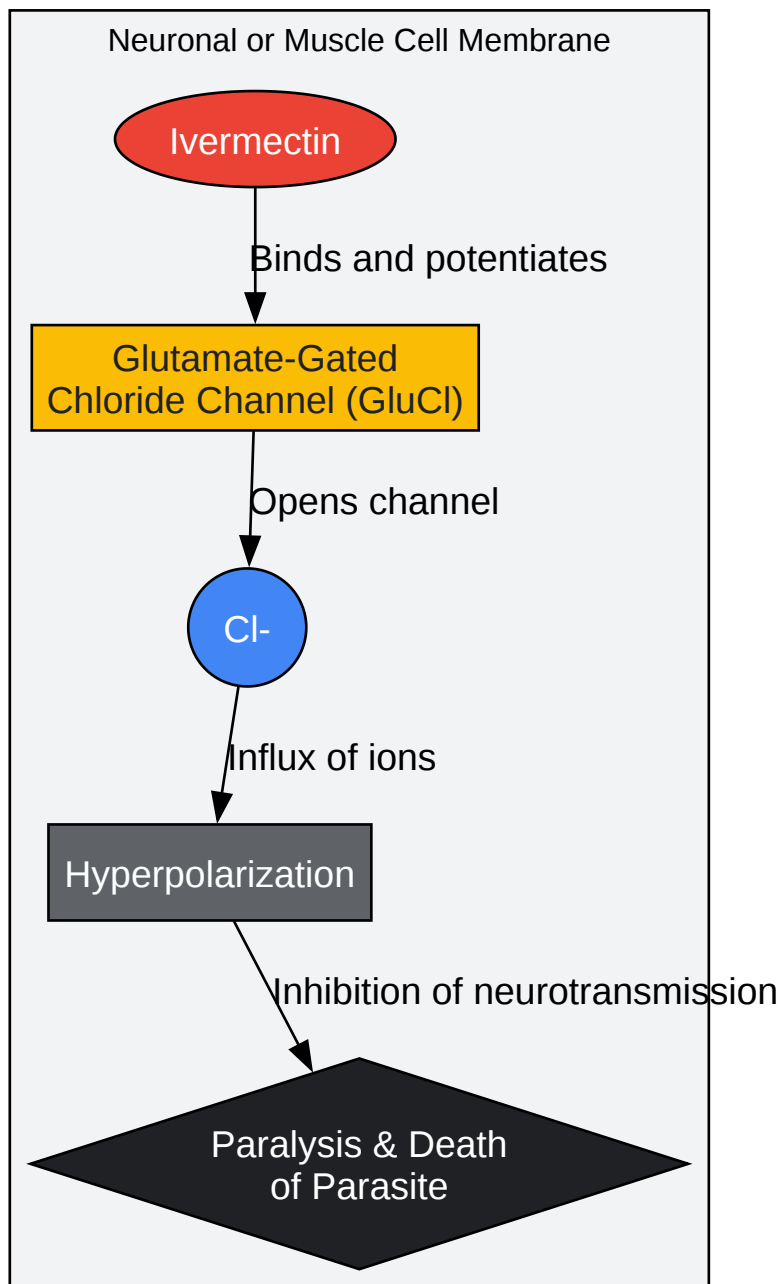 Neuronal or Muscle Cell Membrane
Ivermectin
Binds and potentiates
Glutamate-Gated
Chloride Channel (GluCl)
Opens channel
Cl-
Influx of ions
Hyperpolarization
Inhibition of neurotransmission
Paralysis & Death
of Parasite